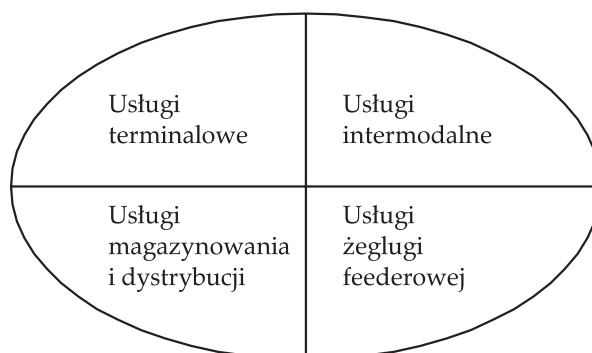 Usługi
terminalowe
Usługi
intermodalne
Usługi
magazynowania
i dystrybucji
Usługi
żeglugi
feederowej